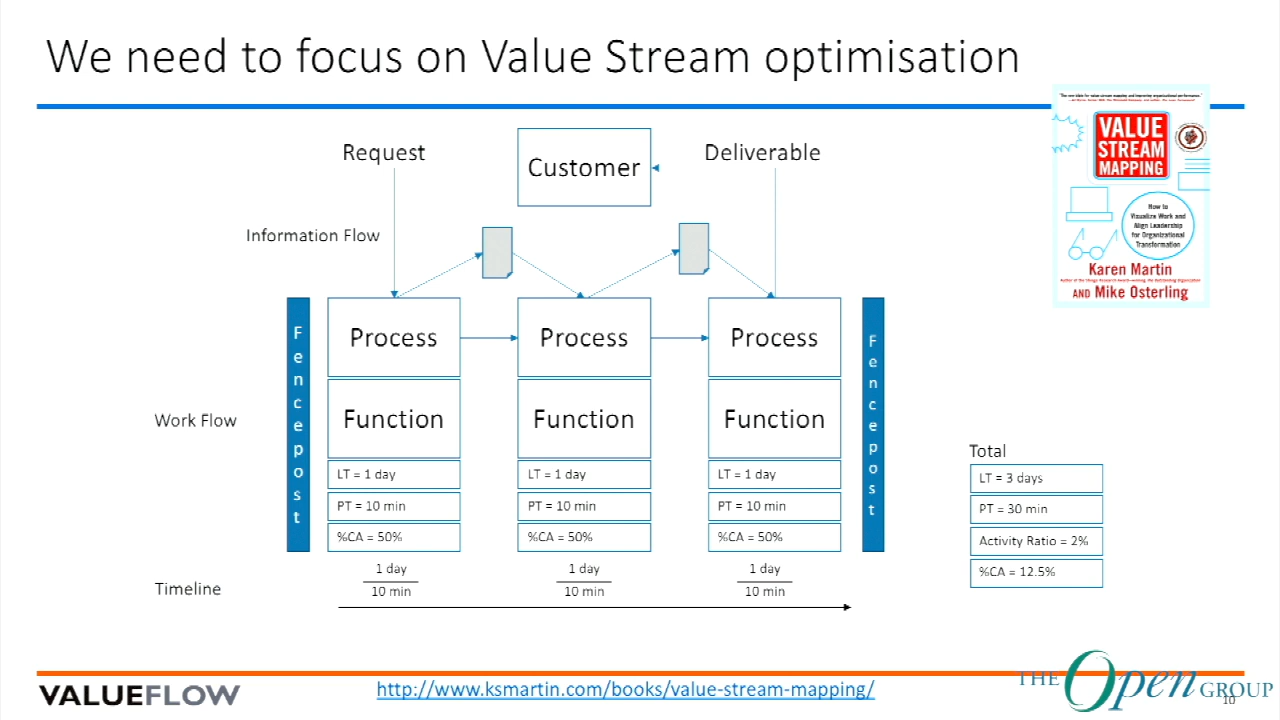 We need to focus on Value Stream optimisation
Request
Customer
Deliverable
Information Flow
VALUE
STREAM
MAPPING
How to
Visualize Work and
Align Leadership
for Organizational
Transformation
Karen Martin
AND Mike Osterling
Fencepost
Process
Process
Process
Fencepost
Work Flow
Function
Function
Function
LT = 1 day
LT = 1 day
LT = 1 day
PT = 10 min
PT = 10 min
PT = 10 min
%CA = 50%
%CA = 50%
%CA = 50%
Total
LT = 3 days
PT = 30 min
Activity Ratio = 2%
%CA = 12.5%
Timeline
1 day
10 min
1 day
10 min
1 day
10 min
VALUEFLOW
http://www.ksmartin.com/books/value-stream-mapping/
THE Open GROUP
10